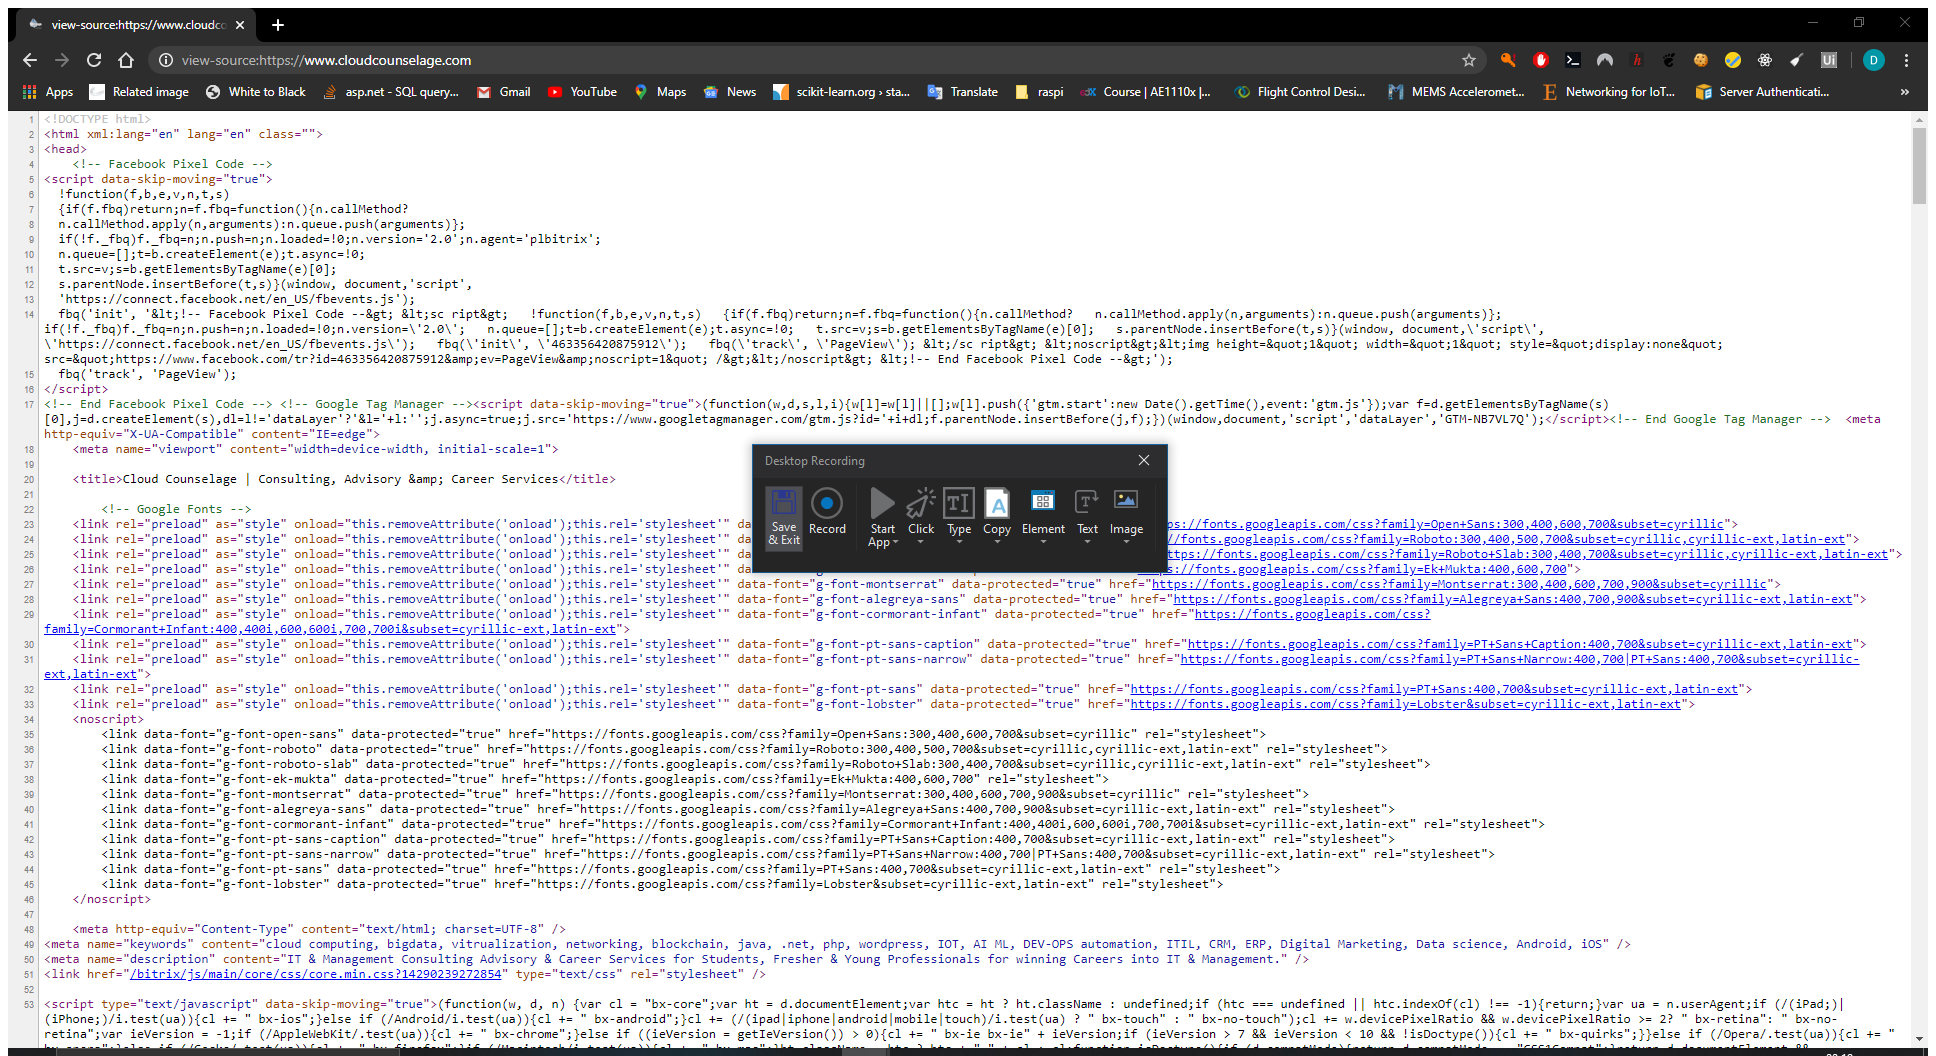 view-source:https://www.cloudco
view-source:https://www.cloudcounselage.com
Ui
D
Apps Related image White to Black asp.net - SQL query... Gmail YouTube Maps News scikit-learn.org › sta... Translate raspi Course | AE1110x |... Flight Control Desi... MEMS Acceleromet... Networking for IoT... Server Authenticati... »
1 <!DOCTYPE html>
2 <html xml:lang="en" lang="en" class="">
3 <head>
4 <!-- Facebook Pixel Code -->
5 <script data-skip-moving="true">
6 !function(f,b,e,v,n,t,s)
7 {if(f.fbq)return;n=f.fbq=function(){n.callMethod?
8 n.callMethod.apply(n,arguments):n.queue.push(arguments)};
9 if(!f._fbq)f._fbq=n;n.push=n;n.loaded=!0;n.version='2.0';n.agent='plbitrix';
10 n.queue=[];t=b.createElement(e);t.async=!0;
11 t.src=v;s=b.getElementsByTagName(e)[0];
12 s.parentNode.insertBefore(t,s)}(window, document,'script',
13 'https://connect.facebook.net/en_US/fbevents.js');
14 fbq('init', '&lt;!-- Facebook Pixel Code --&gt; &lt;sc ript&gt; !function(f,b,e,v,n,t,s) {if(f.fbq)return;n=f.fbq=function(){n.callMethod? n.callMethod.apply(n,arguments):n.queue.push(arguments)};
if(!f._fbq)f._fbq=n;n.push=n;n.loaded=!0;n.version=\'2.0\'; n.queue=[];t=b.createElement(e);t.async=!0; t.src=v;s=b.getElementsByTagName(e)[0]; s.parentNode.insertBefore(t,s)}(window, document,\'script\',
\'https://connect.facebook.net/en_US/fbevents.js\'); fbq(\'init\', \'463356420875912\'); fbq(\'track\', \'PageView\'); &lt;/sc ript&gt; &lt;noscript&gt;&lt;img height=&quot;1&quot; width=&quot;1&quot; style=&quot;display:none&quot;
src=&quot;https://www.facebook.com/tr?id=463356420875912&amp;ev=PageView&amp;noscript=1&quot; /&gt;&lt;/noscript&gt; &lt;!-- End Facebook Pixel Code --&gt;');
15 fbq('track', 'PageView');
16 </script>
17 <!-- End Facebook Pixel Code --> <!-- Google Tag Manager --><script data-skip-moving="true">(function(w,d,s,l,i){w[l]=w[l]||[];w[l].push({'gtm.start':new Date().getTime(),event:'gtm.js'});var f=d.getElementsByTagName(s)
[0],j=d.createElement(s),dl=l!='dataLayer'?'&l='+l:'';j.async=true;j.src='https://www.googletagmanager.com/gtm.js?id='+i+dl;f.parentNode.insertBefore(j,f);})(window,document,'script','dataLayer','GTM-NB7VL7Q');</script><!-- End Google Tag Manager --> <meta
http-equiv="X-UA-Compatible" content="IE=edge">
18 <meta name="viewport" content="width=device-width, initial-scale=1">
19
20 <title>Cloud Counselage | Consulting, Advisory &amp; Career Services</title>
21
22 <!-- Google Fonts -->
23 <link rel="preload" as="style" onload="this.removeAttribute('onload');this.rel='stylesheet'" da ps://fonts.googleapis.com/css?family=Open+Sans:300,400,600,700&subset=cyrillic">
24 <link rel="preload" as="style" onload="this.removeAttribute('onload');this.rel='stylesheet'" da //fonts.googleapis.com/css?family=Roboto:300,400,500,700&subset=cyrillic,cyrillic-ext,latin-ext">
25 <link rel="preload" as="style" onload="this.removeAttribute('onload');this.rel='stylesheet'" da ttps://fonts.googleapis.com/css?family=Roboto+Slab:300,400,700&subset=cyrillic,cyrillic-ext,latin-ext">
26 <link rel="preload" as="style" onload="this.removeAttribute('onload');this.rel='stylesheet'" da //fonts.googleapis.com/css?family=Ek+Mukta:400,600,700">
27 <link rel="preload" as="style" onload="this.removeAttribute('onload');this.rel='stylesheet'" data-font="g-font-montserrat" data-protected="true" href="https://fonts.googleapis.com/css?family=Montserrat:300,400,600,700,900&subset=cyrillic">
28 <link rel="preload" as="style" onload="this.removeAttribute('onload');this.rel='stylesheet'" data-font="g-font-alegreya-sans" data-protected="true" href="https://fonts.googleapis.com/css?family=Alegreya+Sans:400,700,900&subset=cyrillic-ext,latin-ext">
29 <link rel="preload" as="style" onload="this.removeAttribute('onload');this.rel='stylesheet'" data-font="g-font-cormorant-infant" data-protected="true" href="https://fonts.googleapis.com/css?
family=Cormorant+Infant:400,400i,600,600i,700,700i&subset=cyrillic-ext,latin-ext">
30 <link rel="preload" as="style" onload="this.removeAttribute('onload');this.rel='stylesheet'" data-font="g-font-pt-sans-caption" data-protected="true" href="https://fonts.googleapis.com/css?family=PT+Sans+Caption:400,700&subset=cyrillic-ext,latin-ext">
31 <link rel="preload" as="style" onload="this.removeAttribute('onload');this.rel='stylesheet'" data-font="g-font-pt-sans-narrow" data-protected="true" href="https://fonts.googleapis.com/css?family=PT+Sans+Narrow:400,700|PT+Sans:400,700&subset=cyrillic-
ext,latin-ext">
32 <link rel="preload" as="style" onload="this.removeAttribute('onload');this.rel='stylesheet'" data-font="g-font-pt-sans" data-protected="true" href="https://fonts.googleapis.com/css?family=PT+Sans:400,700&subset=cyrillic-ext,latin-ext">
33 <link rel="preload" as="style" onload="this.removeAttribute('onload');this.rel='stylesheet'" data-font="g-font-lobster" data-protected="true" href="https://fonts.googleapis.com/css?family=Lobster&subset=cyrillic-ext,latin-ext">
34 <noscript>
35 <link data-font="g-font-open-sans" data-protected="true" href="https://fonts.googleapis.com/css?family=Open+Sans:300,400,600,700&subset=cyrillic" rel="stylesheet">
36 <link data-font="g-font-roboto" data-protected="true" href="https://fonts.googleapis.com/css?family=Roboto:300,400,500,700&subset=cyrillic,cyrillic-ext,latin-ext" rel="stylesheet">
37 <link data-font="g-font-roboto-slab" data-protected="true" href="https://fonts.googleapis.com/css?family=Roboto+Slab:300,400,700&subset=cyrillic,cyrillic-ext,latin-ext" rel="stylesheet">
38 <link data-font="g-font-ek-mukta" data-protected="true" href="https://fonts.googleapis.com/css?family=Ek+Mukta:400,600,700" rel="stylesheet">
39 <link data-font="g-font-montserrat" data-protected="true" href="https://fonts.googleapis.com/css?family=Montserrat:300,400,600,700,900&subset=cyrillic" rel="stylesheet">
40 <link data-font="g-font-alegreya-sans" data-protected="true" href="https://fonts.googleapis.com/css?family=Alegreya+Sans:400,700,900&subset=cyrillic-ext,latin-ext" rel="stylesheet">
41 <link data-font="g-font-cormorant-infant" data-protected="true" href="https://fonts.googleapis.com/css?family=Cormorant+Infant:400,400i,600,600i,700,700i&subset=cyrillic-ext,latin-ext" rel="stylesheet">
42 <link data-font="g-font-pt-sans-caption" data-protected="true" href="https://fonts.googleapis.com/css?family=PT+Sans+Caption:400,700&subset=cyrillic-ext,latin-ext" rel="stylesheet">
43 <link data-font="g-font-pt-sans-narrow" data-protected="true" href="https://fonts.googleapis.com/css?family=PT+Sans+Narrow:400,700|PT+Sans:400,700&subset=cyrillic-ext,latin-ext" rel="stylesheet">
44 <link data-font="g-font-pt-sans" data-protected="true" href="https://fonts.googleapis.com/css?family=PT+Sans:400,700&subset=cyrillic-ext,latin-ext" rel="stylesheet">
45 <link data-font="g-font-lobster" data-protected="true" href="https://fonts.googleapis.com/css?family=Lobster&subset=cyrillic-ext,latin-ext" rel="stylesheet">
46 </noscript>
47
48 <meta http-equiv="Content-Type" content="text/html; charset=UTF-8" />
49 <meta name="keywords" content="cloud computing, bigdata, vitrualization, networking, blockchain, java, .net, php, wordpress, IOT, AI ML, DEV-OPS automation, ITIL, CRM, ERP, Digital Marketing, Data science, Android, iOS" />
50 <meta name="description" content="IT & Management Consulting Advisory & Career Services for Students, Fresher & Young Professionals for winning Careers into IT & Management." />
51 <link href="/bitrix/js/main/core/css/core.min.css?14290239272854" type="text/css" rel="stylesheet" />
52
53 <script type="text/javascript" data-skip-moving="true">(function(w, d, n) {var cl = "bx-core";var ht = d.documentElement;var htc = ht ? ht.className : undefined;if (htc === undefined || htc.indexOf(cl) !== -1){return;}var ua = n.userAgent;if (/(iPad;)|
(iPhone;)/i.test(ua)){cl += " bx-ios";}else if (/Android/i.test(ua)){cl += " bx-android";}cl += (/(ipad|iphone|android|mobile|touch)/i.test(ua) ? " bx-touch" : " bx-no-touch");cl += w.devicePixelRatio && w.devicePixelRatio >= 2? " bx-retina": " bx-no-
retina";var ieVersion = -1;if (/AppleWebKit/.test(ua)){cl += " bx-chrome";}else if ((ieVersion = getIeVersion()) > 0){cl += " bx-ie bx-ie" + ieVersion;if (ieVersion > 7 && ieVersion < 10 && !isDoctype()){cl += " bx-quirks";}}else if (/Opera/.test(ua)){cl += "
Desktop Recording
Save & Exit
Record
Start App
Click
Type
Copy
Element
Text
Image